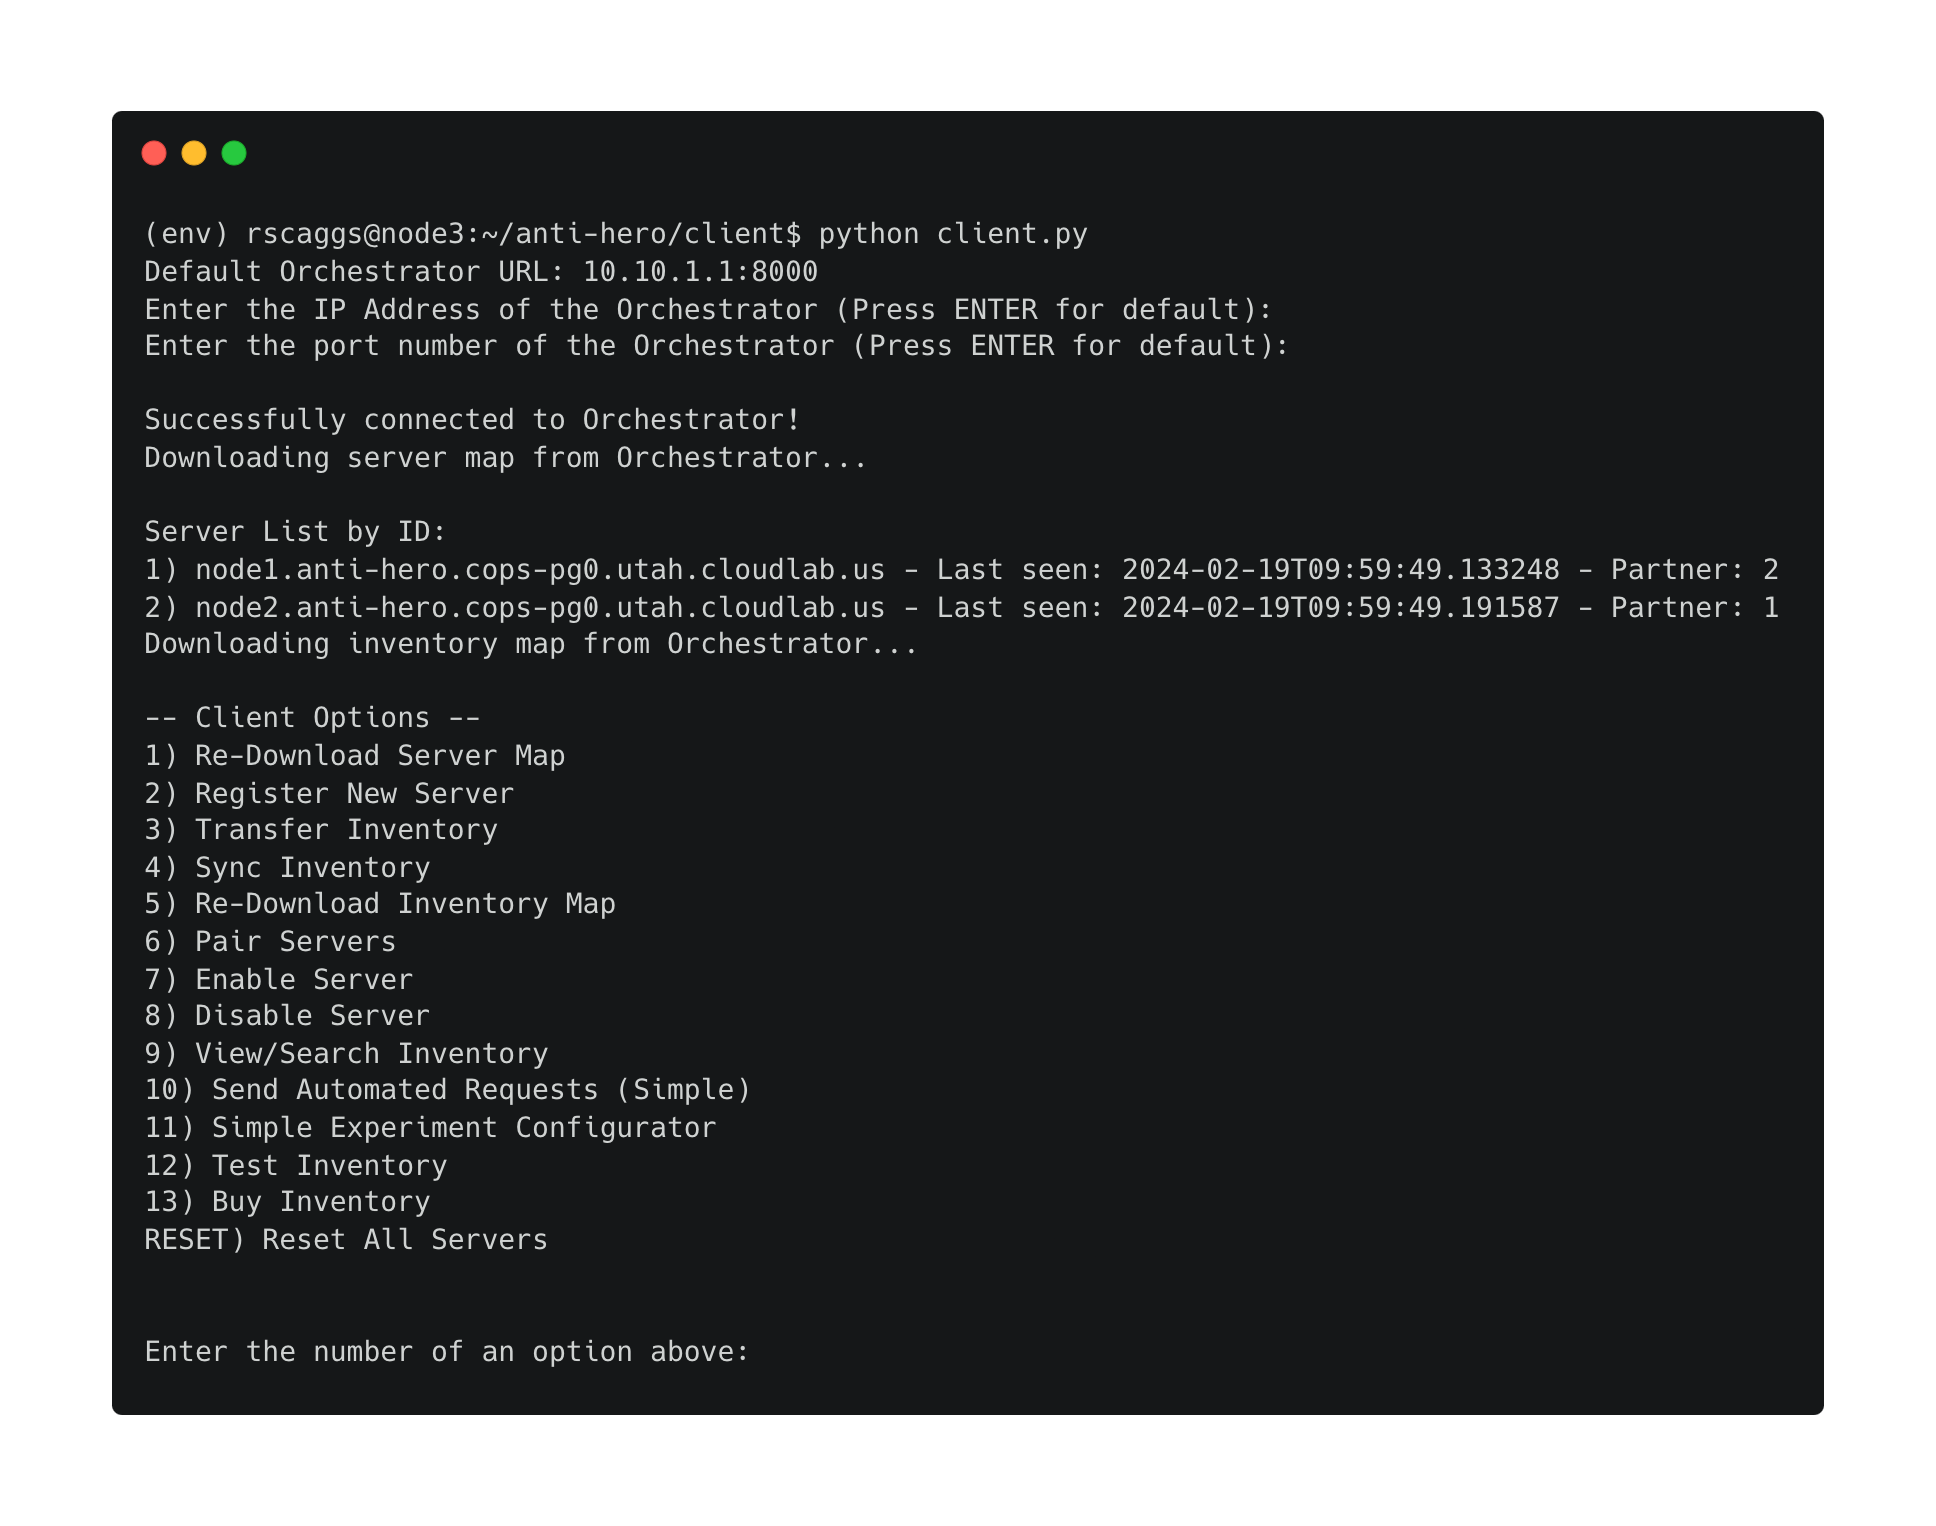 (env) rscaggs@node3:~/anti-hero/client$ python client.py
Default Orchestrator URL: 10.10.1.1:8000
Enter the IP Address of the Orchestrator (Press ENTER for default):
Enter the port number of the Orchestrator (Press ENTER for default):
Successfully connected to Orchestrator!
Downloading server map from Orchestrator...
Server List by ID:
1) node1.anti-hero.cops-pg0.utah.cloudlab.us - Last seen: 2024-02-19T09:59:49.133248 - Partner: 2
2) node2.anti-hero.cops-pg0.utah.cloudlab.us - Last seen: 2024-02-19T09:59:49.191587 - Partner: 1
Downloading inventory map from Orchestrator...
-- Client Options --
1) Re-Download Server Map
2) Register New Server
3) Transfer Inventory
4) Sync Inventory
5) Re-Download Inventory Map
6) Pair Servers
7) Enable Server
8) Disable Server
9) View/Search Inventory
10) Send Automated Requests (Simple)
11) Simple Experiment Configurator
12) Test Inventory
13) Buy Inventory
RESET) Reset All Servers
Enter the number of an option above: